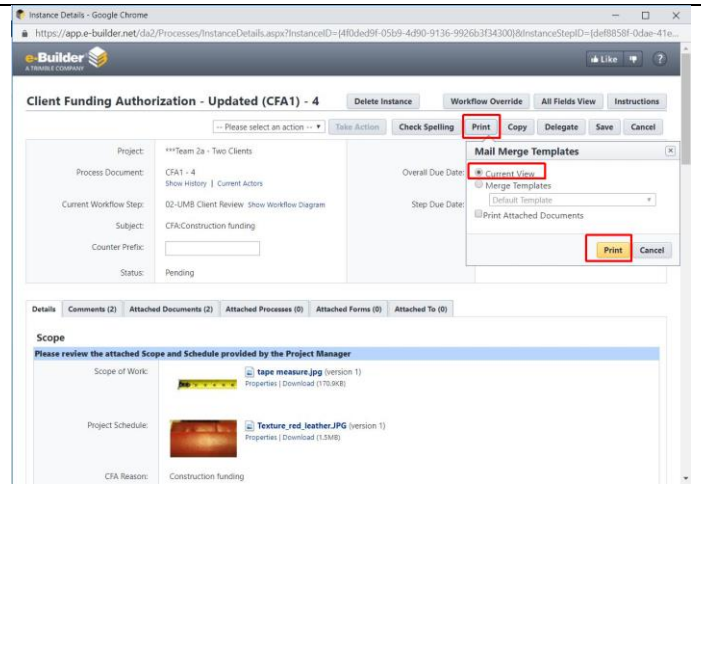 Instance Details - Google Chrome
https://app.e-builder.net/da2/Processes/InstanceDetails.aspx?InstanceID={4f0ded9f-05b9-4d90-9136-9926b3f34300}&InstanceStepID={def8858f-0dae-41e...
e-Builder
A TRIMBLE COMPANY
Like
?
Client Funding Authorization - Updated (CFA1) - 4
Delete Instance
Workflow Override
All Fields View
Instructions
-- Please select an action --
Take Action
Check Spelling
Print
Copy
Delegate
Save
Cancel
Project: ***Team 2a - Two Clients
Process Document: CFA1 - 4
Show History | Current Actors
Overall Due Date:
Current Workflow Step: 02-UMB Client Review Show Workflow Diagram
Step Due Date:
Subject: CFA:Construction funding
Counter Prefix:
Status: Pending
Mail Merge Templates
Current View
Merge Templates
Default Template
Print Attached Documents
Print
Cancel
Details
Comments (2)
Attached Documents (2)
Attached Processes (0)
Attached Forms (0)
Attached To (0)
Scope
Please review the attached Scope and Schedule provided by the Project Manager
Scope of Work:
tape measure.jpg (version 1)
Properties | Download (170.9KB)
Project Schedule:
Texture_red_leather.JPG (version 1)
Properties | Download (1.5MB)
CFA Reason: Construction funding